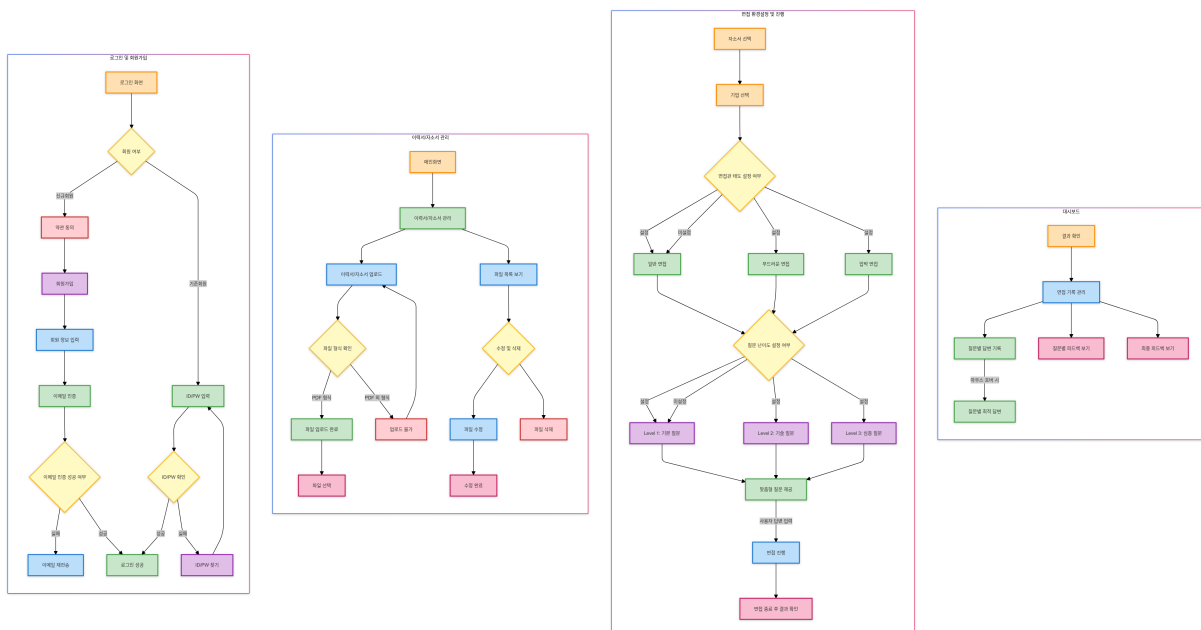 로그인 및 회원가입
로그인 화면
회원 여부
신규회원
약관 동의
회원가입
회원 정보 입력
이메일 인증
이메일 인증 성공 여부
실패
성공
이메일 재전송
로그인 성공
기존회원
ID/PW 입력
ID/PW 확인
성공
실패
ID/PW 찾기
이력서/자소서 관리
메인화면
이력서/자소서 관리
이력서/자소서 업로드
파일 목록 보기
파일 형식 확인
수정 및 삭제
PDF 형식
PDF 외 형식
파일 업로드 완료
업로드 불가
파일 수정
파일 삭제
파일 선택
수정 완료
면접 환경설정 및 진행
자소서 선택
기업 선택
면접관 태도 설정 여부
설정
미설정
설정
설정
일반 면접
부드러운 면접
압박 면접
질문 난이도 설정 여부
설정
미설정
설정
설정
Level 1: 기본 질문
Level 2: 기술 질문
Level 3: 심층 질문
맞춤형 질문 제공
사용자 답변 입력
면접 진행
면접 종료 후 결과 확인
대시보드
결과 확인
면접 기록 관리
질문별 답변 기록
질문별 피드백 보기
최종 피드백 보기
마우스 호버 시
질문별 최적 답변